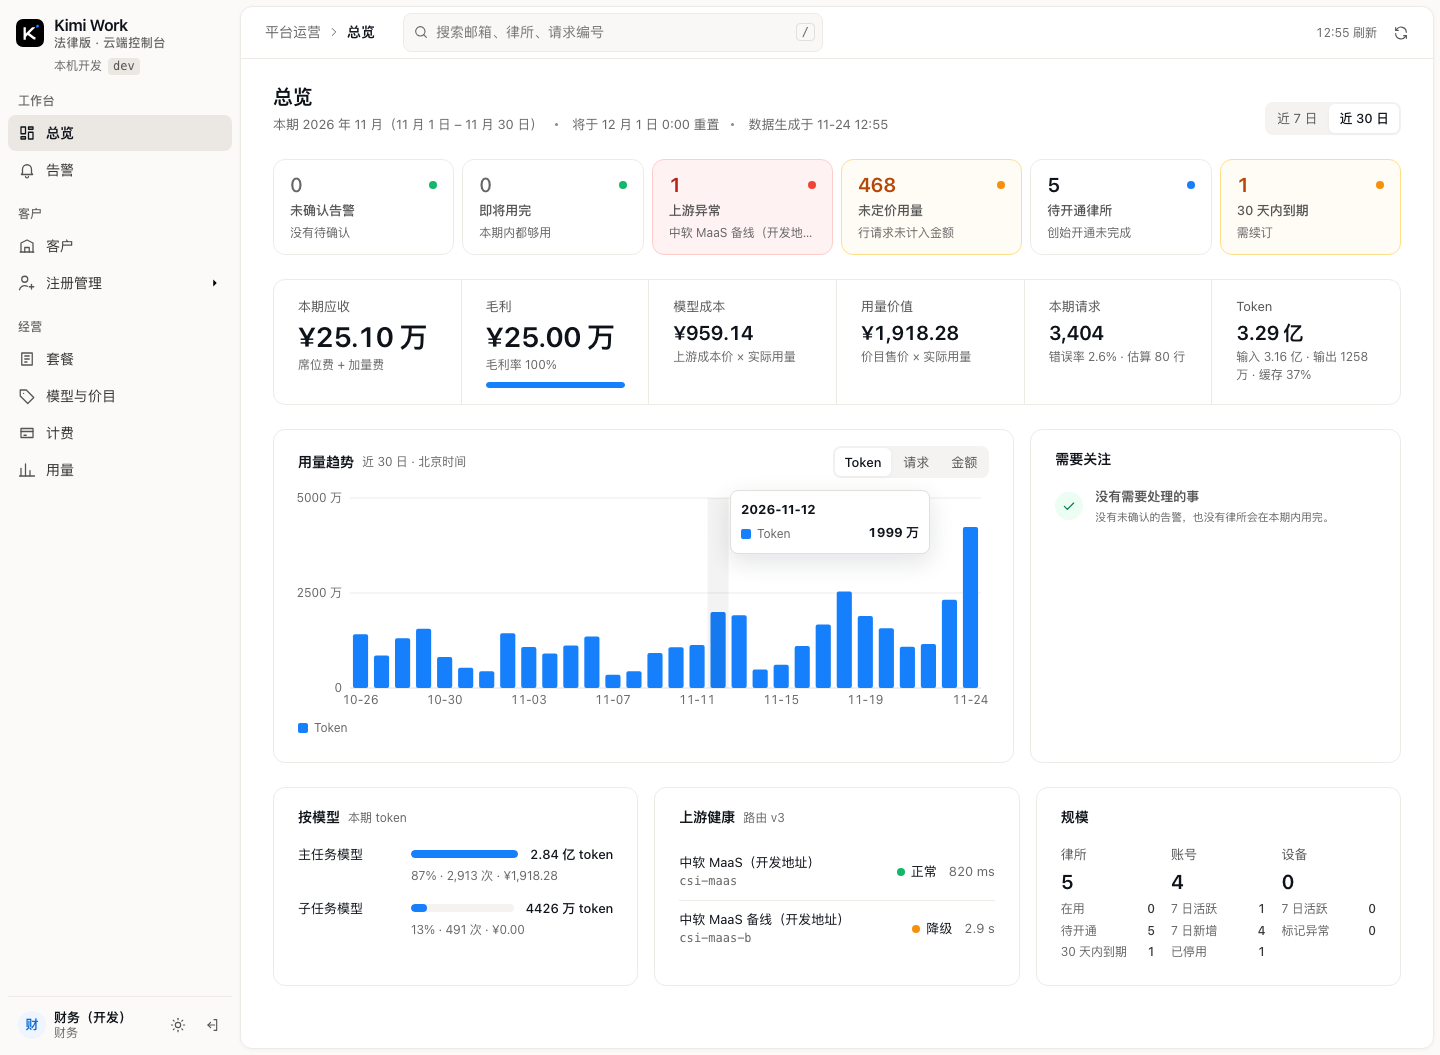 Kimi Work
法律版 · 云端控制台
本机开发 dev
工作台
总览
告警
客户
客户
注册管理
经营
套餐
模型与价目
计费
用量
财
财务（开发）
财务
平台运营 > 总览
搜索邮箱、律所、请求编号 /
12:55 刷新
总览
本期 2026 年 11 月（11 月 1 日 – 11 月 30 日） • 将于 12 月 1 日 0:00 重置 • 数据生成于 11-24 12:55
近 7 日 近 30 日
0
未确认告警
没有待确认
0
即将用完
本期内都够用
1
上游异常
中软 MaaS 备线（开发地...
468
未定价用量
行请求未计入金额
5
待开通律所
创始开通未完成
1
30 天内到期
需续订
本期应收
¥25.10 万
席位费 + 加量费
毛利
¥25.00 万
毛利率 100%
模型成本
¥959.14
上游成本价 × 实际用量
用量价值
¥1,918.28
价目售价 × 实际用量
本期请求
3,404
错误率 2.6% · 估算 80 行
Token
3.29 亿
输入 3.16 亿 · 输出 1258
万 · 缓存 37%
用量趋势 近 30 日 · 北京时间
Token 请求 金额
5000 万
2500 万
0
2026-11-12
Token 1999 万
10-26 10-30 11-03 11-07 11-11 11-15 11-19 11-24
Token
需要关注
没有需要处理的事
没有未确认的告警，也没有律所会在本期内用完。
按模型 本期 token
主任务模型 2.84 亿 token
87% · 2,913 次 · ¥1,918.28
子任务模型 4426 万 token
13% · 491 次 · ¥0.00
上游健康 路由 v3
中软 MaaS（开发地址）
csi-maas
正常 820 ms
中软 MaaS 备线（开发地址）
csi-maas-b
降级 2.9 s
规模
律所 账号 设备
5 4 0
在用 0 7 日活跃 1 7 日活跃 0
待开通 5 7 日新增 4 标记异常 0
30 天内到期 1 已停用 1